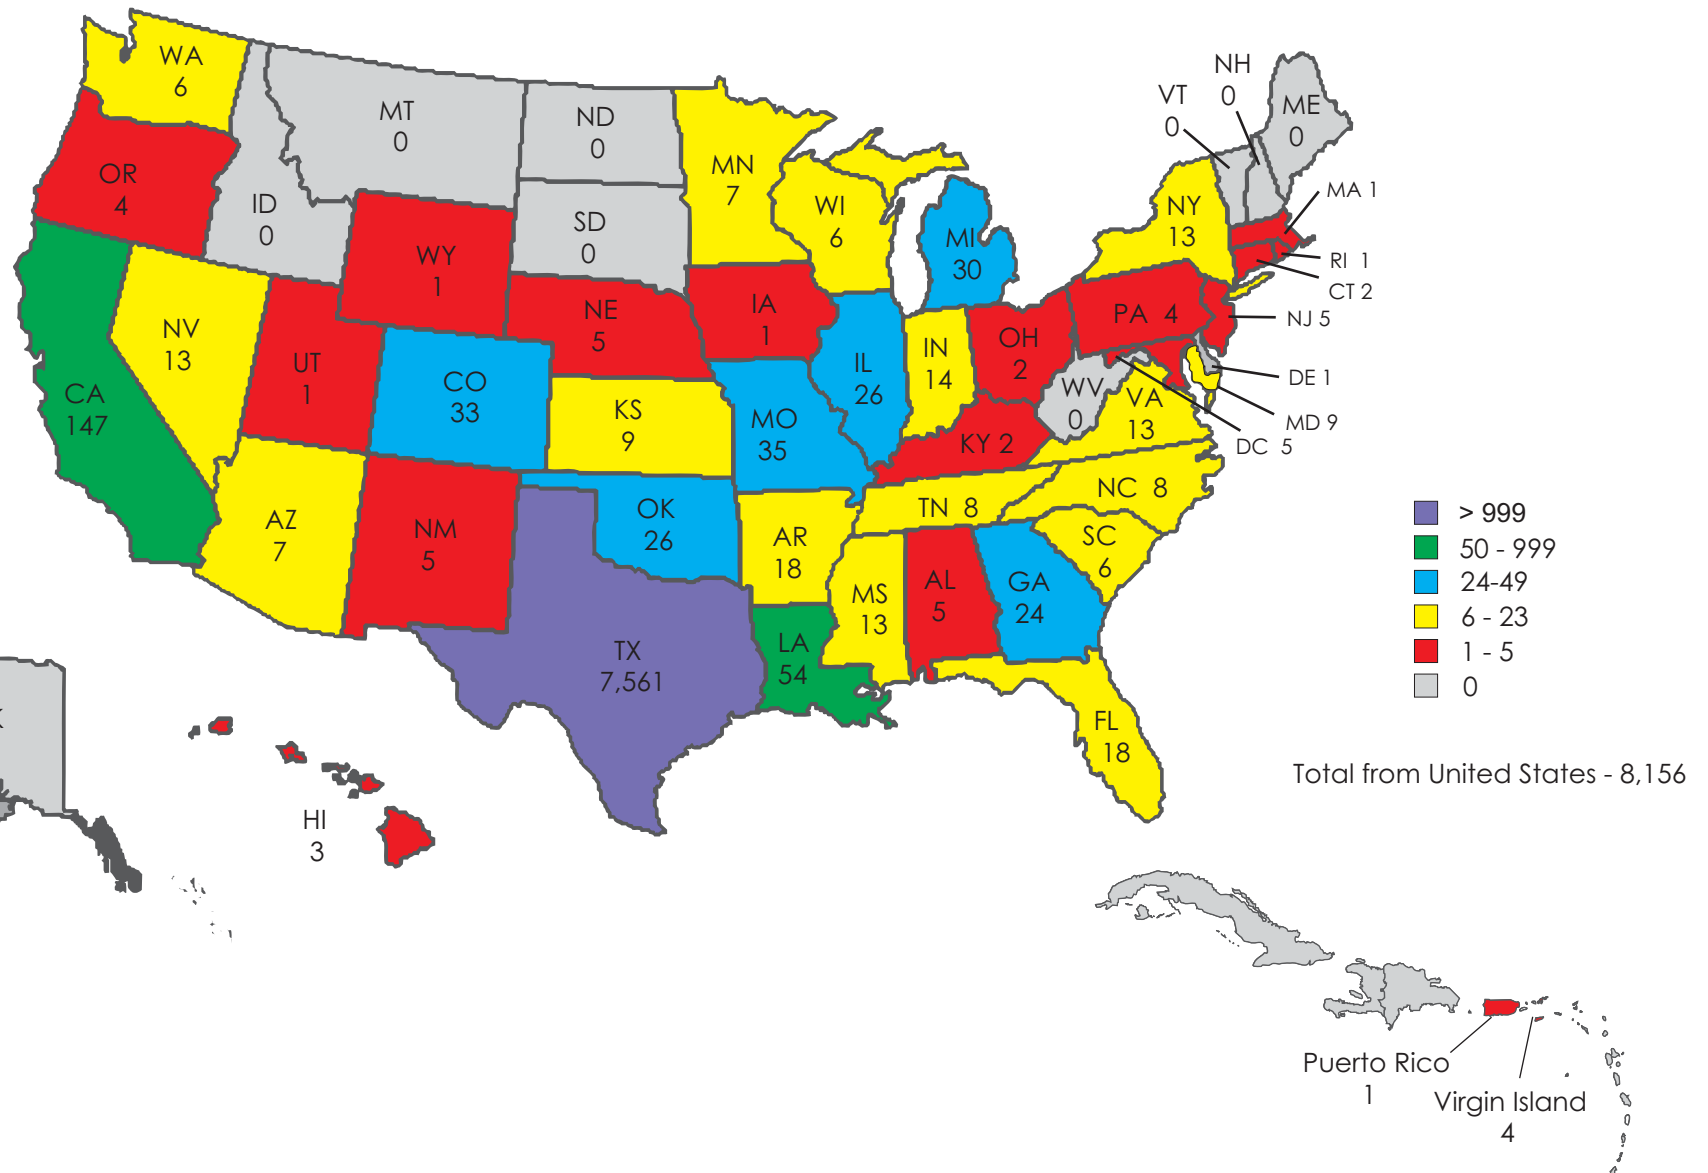 WA
6
OR
4
CA
147
NV
13
ID
0
MT
0
WY
1
UT
1
CO
33
AZ
7
NM
5
ND
0
SD
0
NE
5
KS
9
OK
26
TX
7,561
MN
7
IA
1
MO
35
AR
18
LA
54
WI
6
IL
26
MI
30
IN
14
OH
2
KY 2
TN 8
MS
13
AL
5
GA
24
FL
18
SC
6
NC 8
VA
13
WV
0
PA 4
NY
13
VT
0
NH
0
ME
0
MA 1
RI 1
CT 2
NJ 5
DE 1
MD 9
DC 5
HI
3
> 999
50 - 999
24-49
6 - 23
1 - 5
0
Total from United States - 8,156
Puerto Rico
1
Virgin Island
4